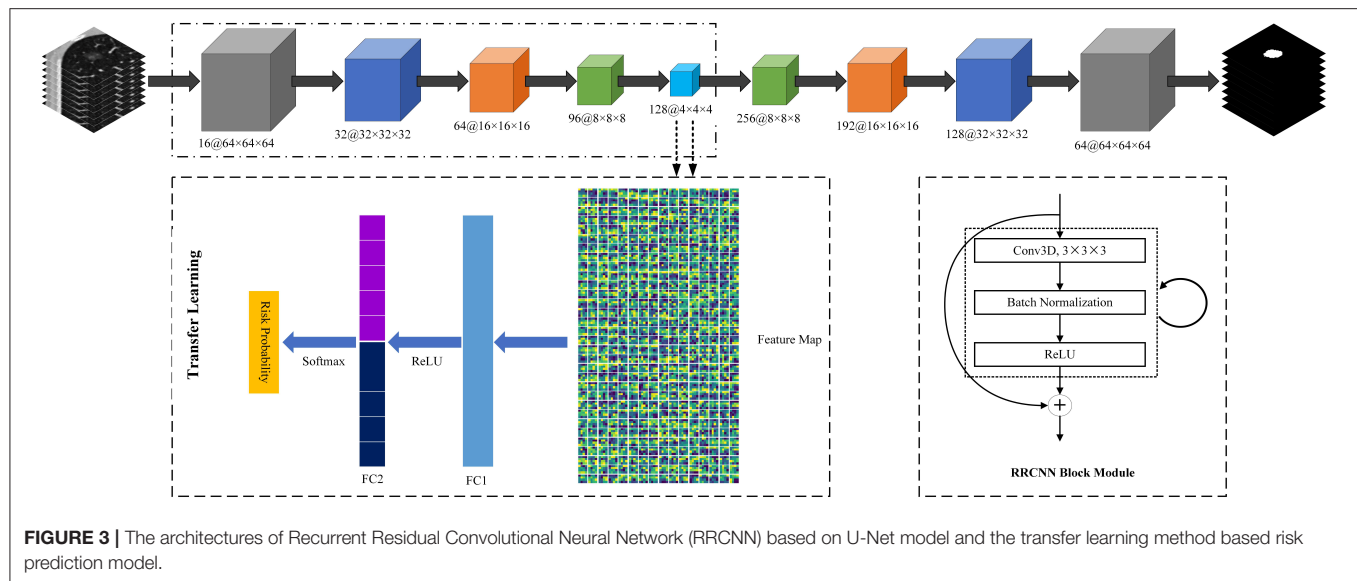 16@64×64×64
32@32×32×32
64@16×16×16
96@8×8×8
128@4×4×4
256@8×8×8
192@16×16×16
128@32×32×32
64@64×64×64
Transfer Learning
Risk Probability
Softmax
ReLU
FC2
FC1
Feature Map
Conv3D, 3×3×3
Batch Normalization
ReLU
+
RRCNN Block Module
FIGURE 3 | The architectures of Recurrent Residual Convolutional Neural Network (RRCNN) based on U-Net model and the transfer learning method based risk
prediction model.